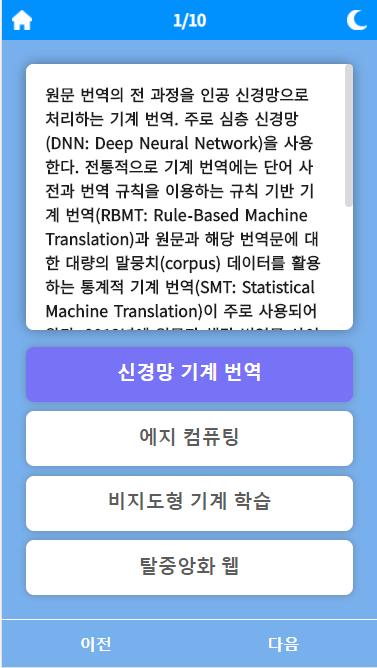 1/10
원문 번역의 전 과정을 인공 신경망으로
처리하는 기계 번역. 주로 심층 신경망
(DNN: Deep Neural Network)을 사용
한다. 전통적으로 기계 번역에는 단어 사
전과 번역 규칙을 이용하는 규칙 기반 기
계 번역(RBMT: Rule-Based Machine
Translation)과 원문과 해당 번역문에 대
한 대량의 말뭉치(corpus) 데이터를 활용
하는 통계적 기계 번역(SMT: Statistical
Machine Translation)이 주로 사용되어
신경망 기계 번역
에지 컴퓨팅
비지도형 기계 학습
탈중앙화 웹
이전
다음